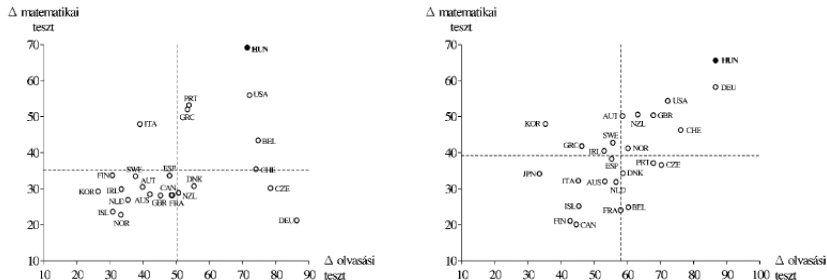 Δ matematikai
teszt
70
60
50
40
30
20
10
10 20 30 40 50 60 70 80 90
HUN
USA
PRT
GRC
ITA
BEL
CHE
SWE
ESP
FIN
AUT
DNK
KOR
IRL
CAN
CZE
NLD
AUS
GBR
FRA
NZL
ISL
NOR
DEU
Δ olvasási
teszt
Δ matematikai
teszt
70
60
50
40
30
20
10
10 20 30 40 50 60 70 80 90 100
HUN
DEU
USA
AUT
NZL
GBR
KOR
CHE
SWE
GRC
IRL
NOR
ESP
PRT
CZE
JPN
DNK
ITA
AUS
NLD
ISL
FRA
BEL
FIN
CAN
Δ olvasási
teszt